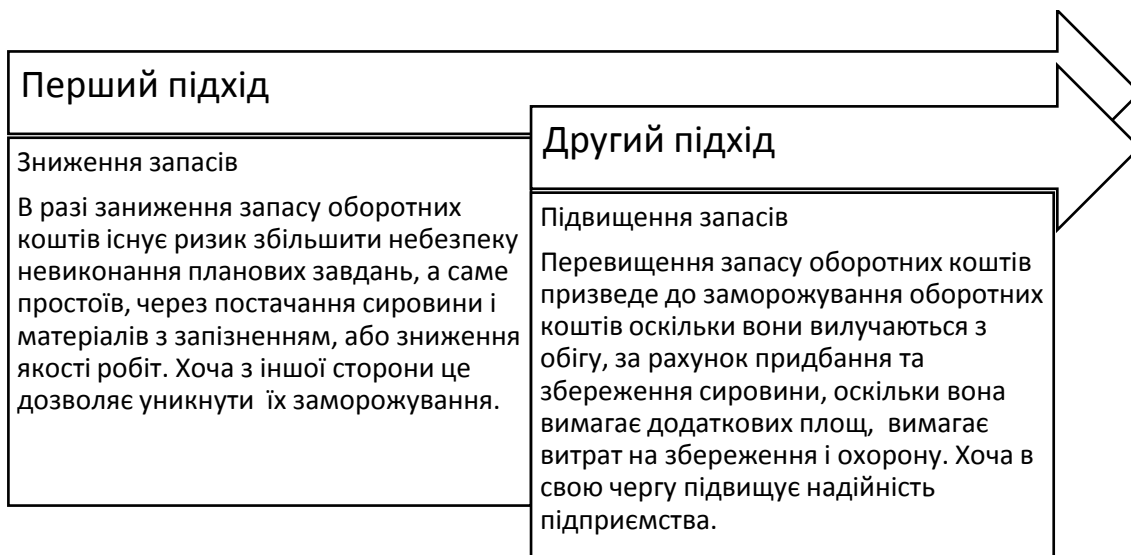 Перший підхід
Зниження запасів
В разі заниження запасу оборотних
коштів існує ризик збільшити небезпеку
невиконання планових завдань, а саме
простоїв, через постачання сировини і
матеріалів з запізненням, або зниження
якості робіт. Хоча з іншої сторони це
дозволяє уникнути  їх заморожування.
Другий підхід
Підвищення запасів
Перевищення запасу оборотних коштів
призведе до заморожування оборотних
коштів оскільки вони вилучаються з
обігу, за рахунок придбання та
збереження сировини, оскільки вона
вимагає додаткових площ,  вимагає
витрат на збереження і охорону. Хоча в
свою чергу підвищує надійність
підприємства.